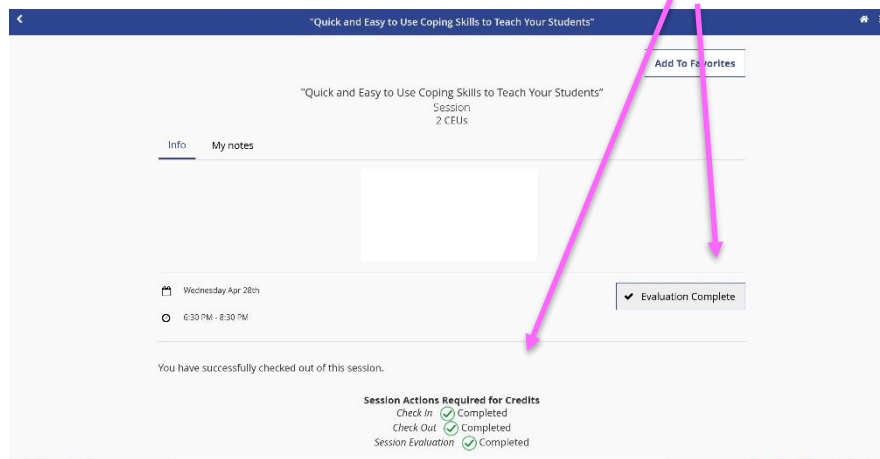 "Quick and Easy to Use Coping Skills to Teach Your Students"
Add To Favorites
"Quick and Easy to Use Coping Skills to Teach Your Students"
Session
2 CEUs
Info My notes
Wednesday Apr 28th
Evaluation Complete
6:30 PM - 8:30 PM
You have successfully checked out of this session.
Session Actions Required for Credits
Check In Completed
Check Out Completed
Session Evaluation Completed